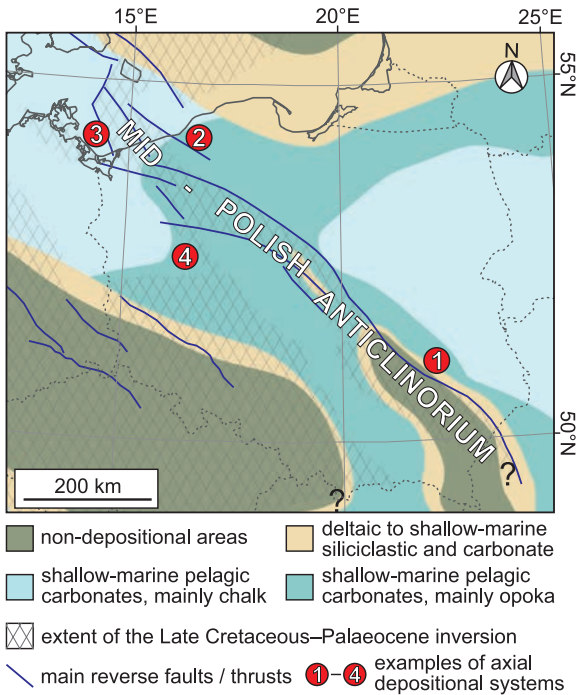 15°E 20°E 25°E
N
55°N
3 2
MID - POLISH ANTICLINORIUM
4
1
50°N
200 km
? ?
non-depositional areas
deltaic to shallow-marine
siliciclastic and carbonate
shallow-marine pelagic
carbonates, mainly chalk
shallow-marine pelagic
carbonates, mainly opoka
extent of the Late Cretaceous–Palaeocene inversion
main reverse faults / thrusts
1–4 examples of axial
depositional systems